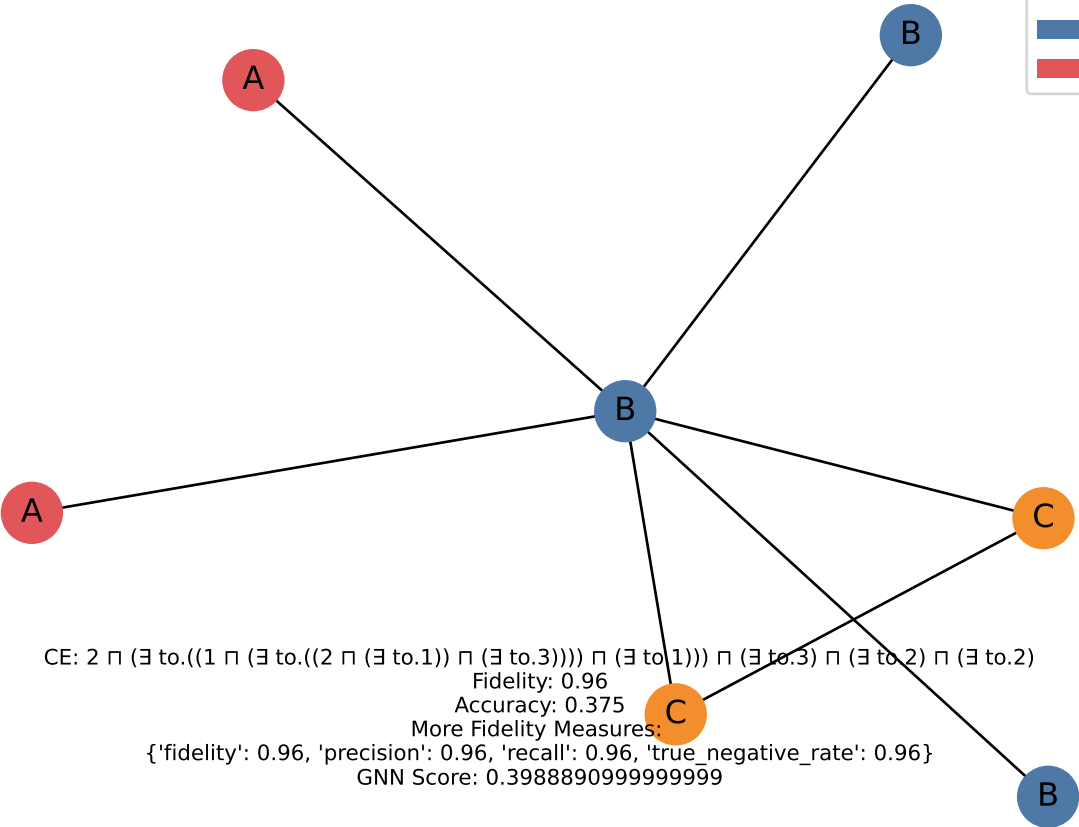 B
A
B
A
C
CE: 2 ⊓ (∃ to.((1 ⊓ (∃ to.((2 ⊓ (∃ to.1)) ⊓ (∃ to.3)))) ⊓ (∃ to.1))) ⊓ (∃ to.3) ⊓ (∃ to.2) ⊓ (∃ to.2)
Fidelity: 0.96
Accuracy: 0.375
C
More Fidelity Measures:
{'fidelity': 0.96, 'precision': 0.96, 'recall': 0.96, 'true_negative_rate': 0.96}
GNN Score: 0.3988890999999999
B